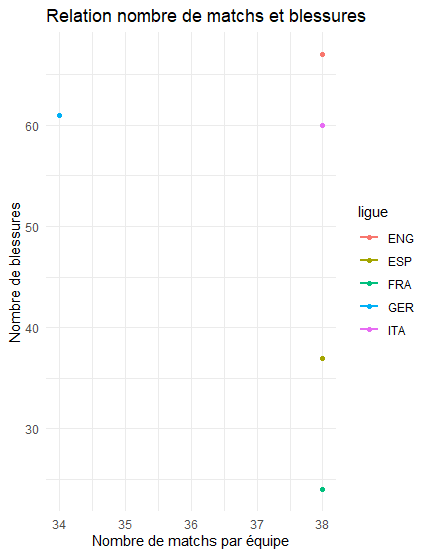 Relation nombre de matchs et blessures
Nombre de blessures
60
50
40
30
34 35 36 37 38
Nombre de matchs par équipe
ligue
ENG
ESP
FRA
GER
ITA